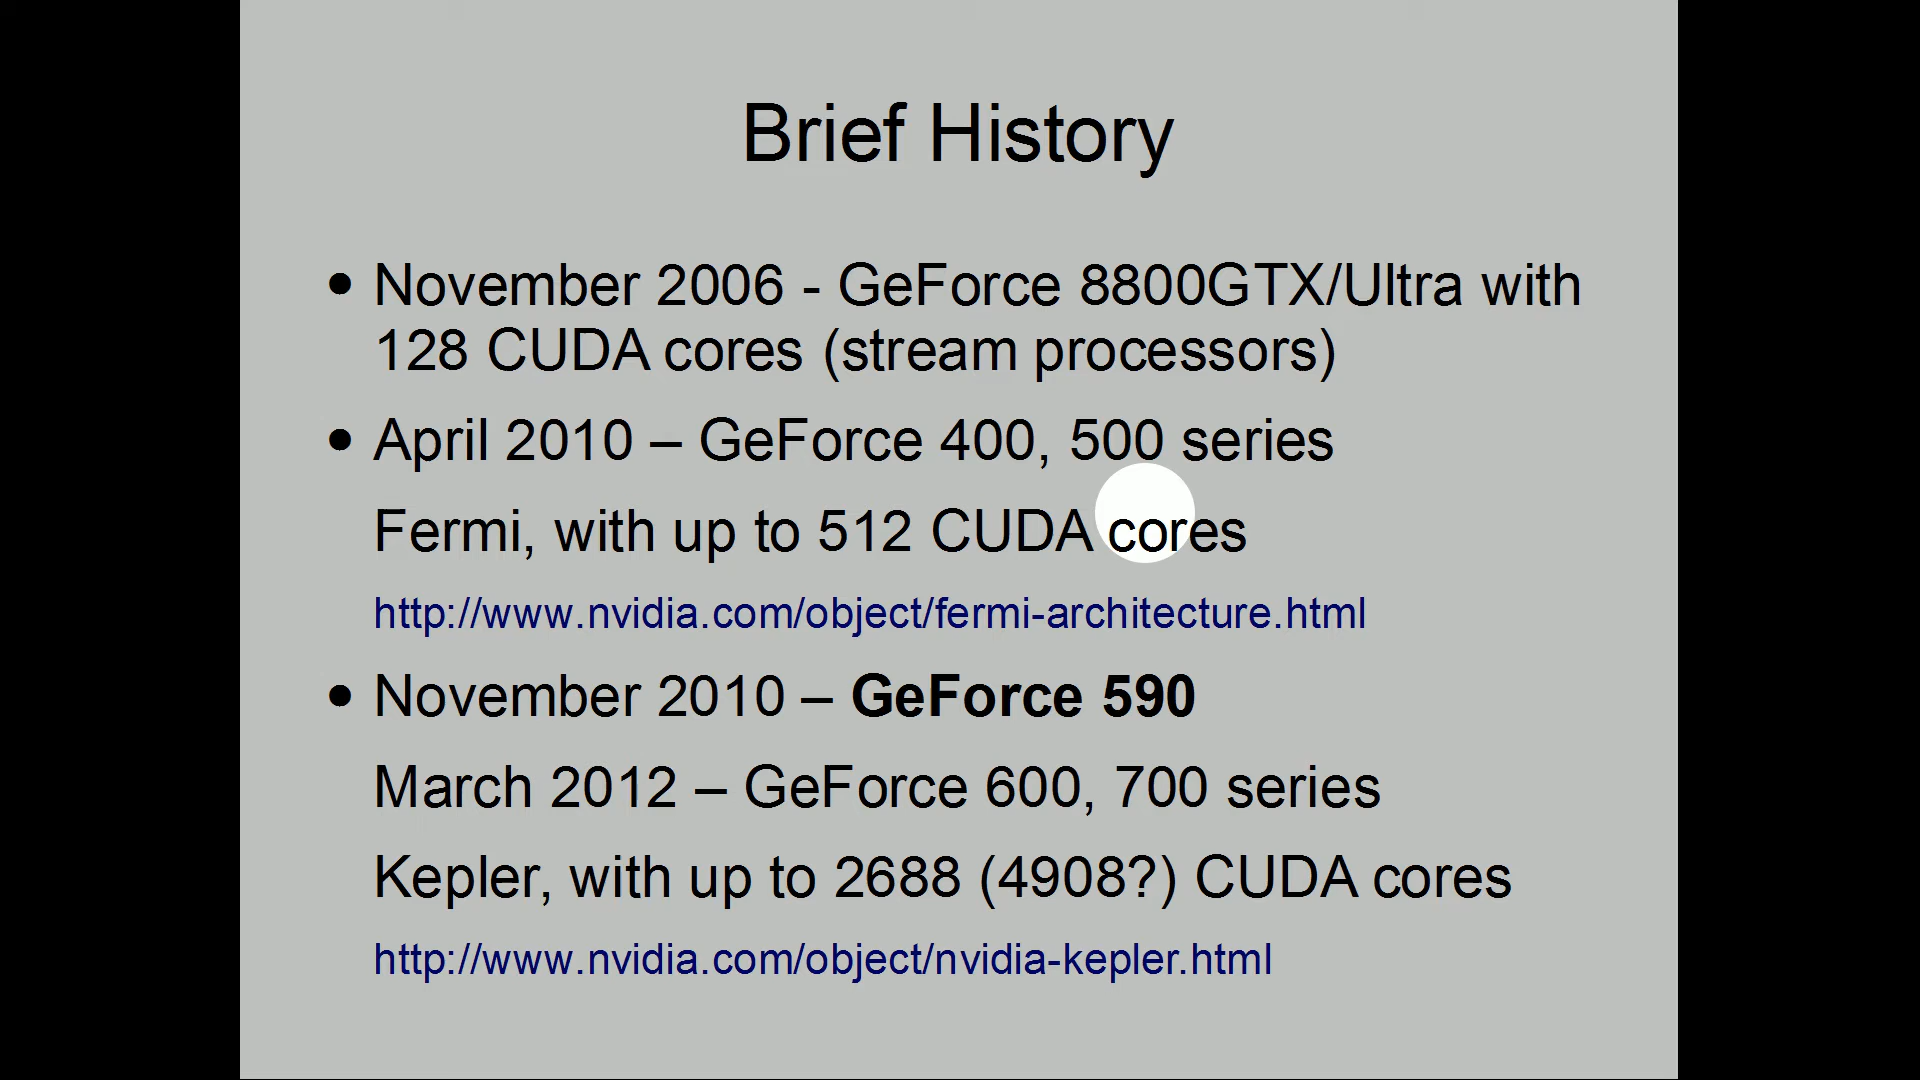 Brief History
• November 2006 - GeForce 8800GTX/Ultra with
128 CUDA cores (stream processors)
• April 2010 – GeForce 400, 500 series
Fermi, with up to 512 CUDA cores
http://www.nvidia.com/object/fermi-architecture.html
• November 2010 – GeForce 590
March 2012 – GeForce 600, 700 series
Kepler, with up to 2688 (4908?) CUDA cores
http://www.nvidia.com/object/nvidia-kepler.html